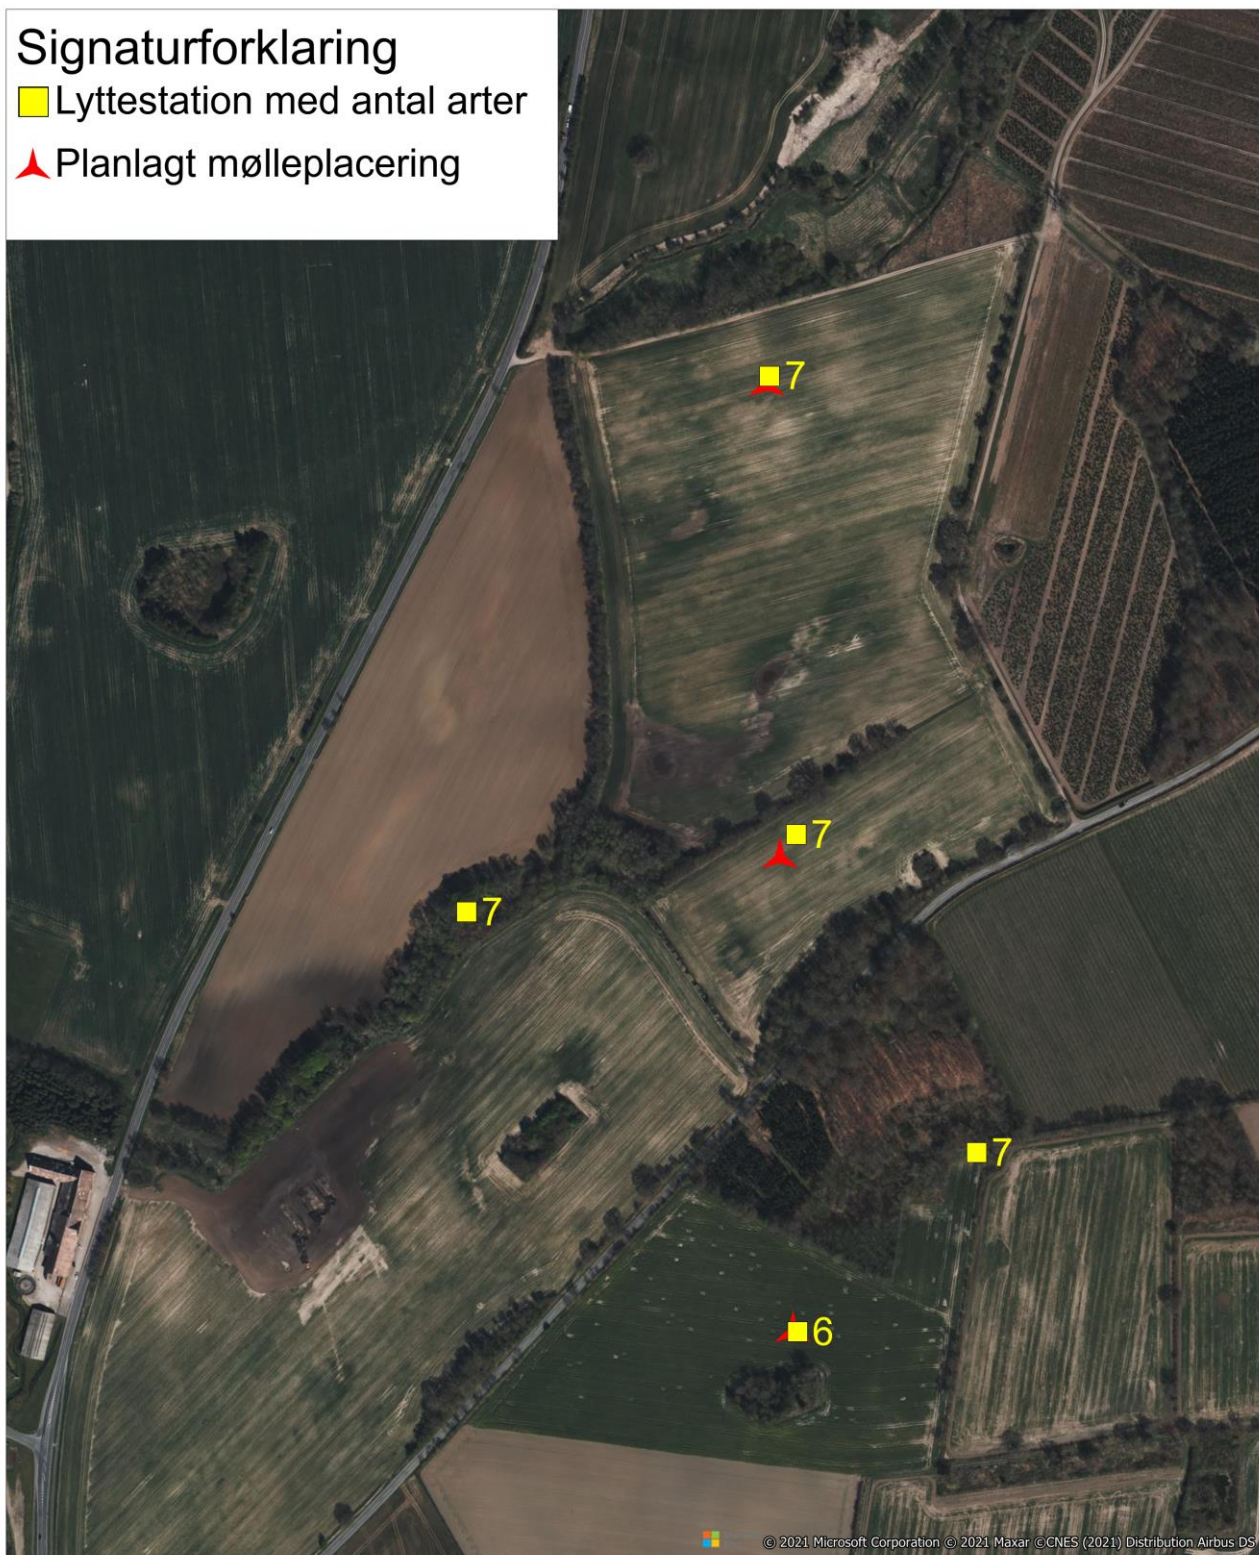 Signaturforklaring
Lyttestation med antal arter
Planlagt mølleplacering
7
7
7
7
6
© 2021 Microsoft Corporation © 2021 Maxar ©CNES (2021) Distribution Airbus DS